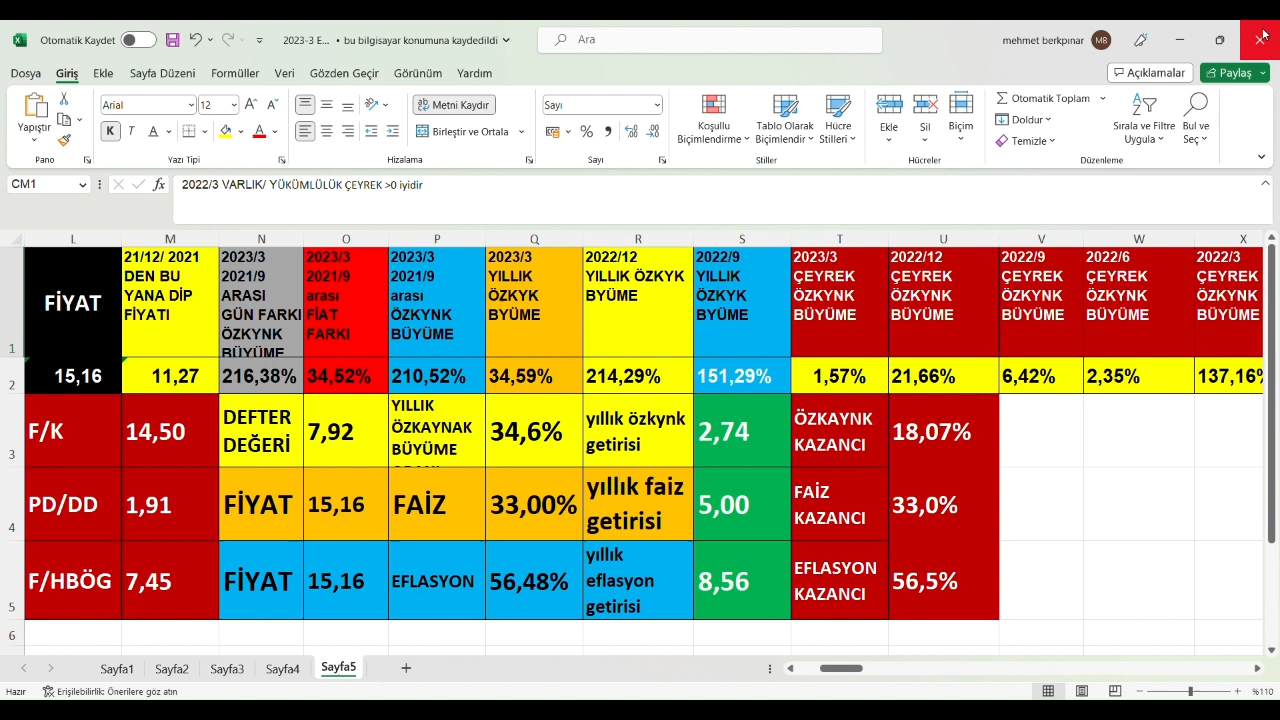 Otomatik Kaydet
2023-3 E... • bu bilgisayar konumuna kaydedildi
Ara
mehmet berkpınar
MB
Dosya Giriş Ekle Sayfa Düzeni Formüller Veri Gözden Geçir Görünüm Yardım
Açıklamalar
Paylaş
Yapıştır
Pano
Arial
12
K T A
Yazı Tipi
Metni Kaydır
Birleştir ve Ortala
Hizalama
Sayı
Sayı
Koşullu
Biçimlendirme
Tablo Olarak
Biçimlendir
Hücre
Stilleri
Stiller
Ekle
Sil
Biçim
Hücreler
Otomatik Toplam
Doldur
Temizle
Sırala ve Filtre
Uygula
Bul ve
Seç
Düzenleme
CM1
fx
2022/3 VARLIK/ YÜKÜMLÜLÜK ÇEYREK >0 iyidir
L M N O P Q R S T U V W X
1
FİYAT
21/12/ 2021
DEN BU
YANA DİP
FİYATI
2023/3
2021/9
ARASI
GÜN FARKI
ÖZKYNK
BÜYÜME
2023/3
2021/9
arası
FİAT
FARKI
2023/3
2021/9
arası
ÖZKYNK
BÜYÜME
2023/3
YILLIK
ÖZKYK
BYÜME
2022/12
YILLIK ÖZKYK
BYÜME
2022/9
YILLIK
ÖZKYK
BYÜME
2023/3
ÇEYREK
ÖZKYNK
BÜYÜME
2022/12
ÇEYREK
ÖZKYNK
BÜYÜME
2022/9
ÇEYREK
ÖZKYNK
BÜYÜME
2022/6
ÇEYREK
ÖZKYNK
BÜYÜME
2022/3
ÇEYREK
ÖZKYNK
BÜYÜME
2 15,16 11,27 216,38% 34,52% 210,52% 34,59% 214,29% 151,29% 1,57% 21,66% 6,42% 2,35% 137,16%
3
F/K
14,50
DEFTER
DEĞERİ
7,92
YILLIK
ÖZKAYNAK
BÜYÜME
34,6%
yıllık özkynk
getirisi
2,74
ÖZKAYNK
KAZANCI
18,07%
4
PD/DD
1,91
FİYAT
15,16
FAİZ
33,00%
yıllık faiz
getirisi
5,00
FAİZ
KAZANCI
33,0%
5
F/HBÖG
7,45
FİYAT
15,16
EFLASYON
56,48%
yıllık
eflasyon
getirisi
8,56
EFLASYON
KAZANCI
56,5%
6
Sayfa1 Sayfa2 Sayfa3 Sayfa4 Sayfa5
Hazır
Erişilebilirlik: Önerilere göz atın
%110